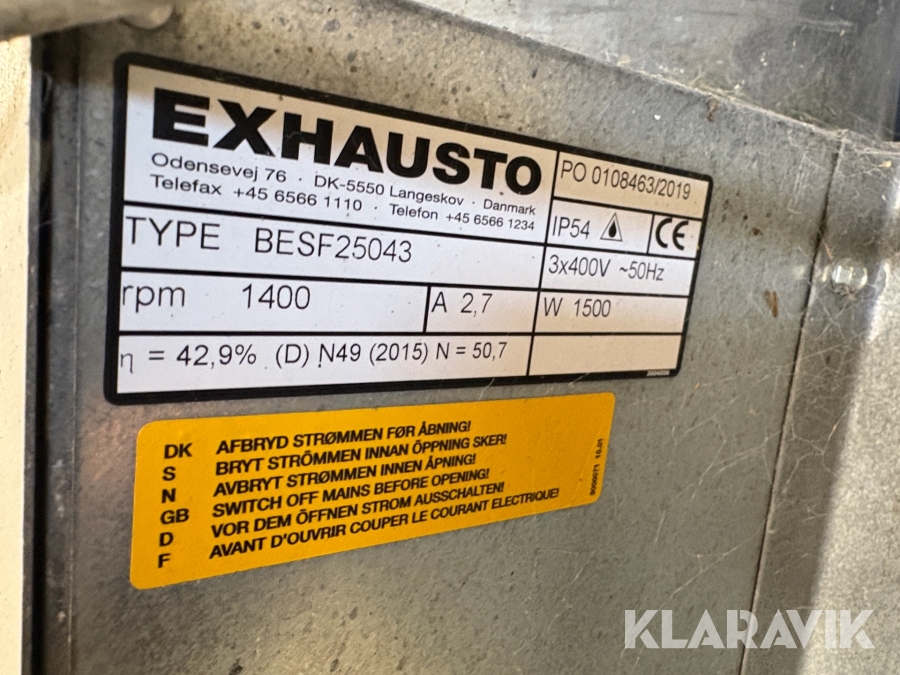 EXHAUSTO
Odensevej 76 · DK-5550 Langeskov · Danmark
Telefax +45 6566 1110 · Telefon +45 6566 1234
PO 0108463/2019
IP54 CE
TYPE BESF25043
3x400V ~50Hz
rpm 1400
A 2,7
W 1500
η = 42,9% (D) N49 (2015) N = 50,7
DK AFBRYD STRØMMEN FØR ÅBNING!
S BRYT STRÖMMEN INNAN ÖPPNING SKER!
N AVBRYT STRØMMEN INNEN ÅPNING!
GB SWITCH OFF MAINS BEFORE OPENING!
D VOR DEM ÖFFNEN STROM AUSSCHALTEN!
F AVANT D'OUVRIR COUPER LE COURANT ELECTRIQUE!
KLARAVIK